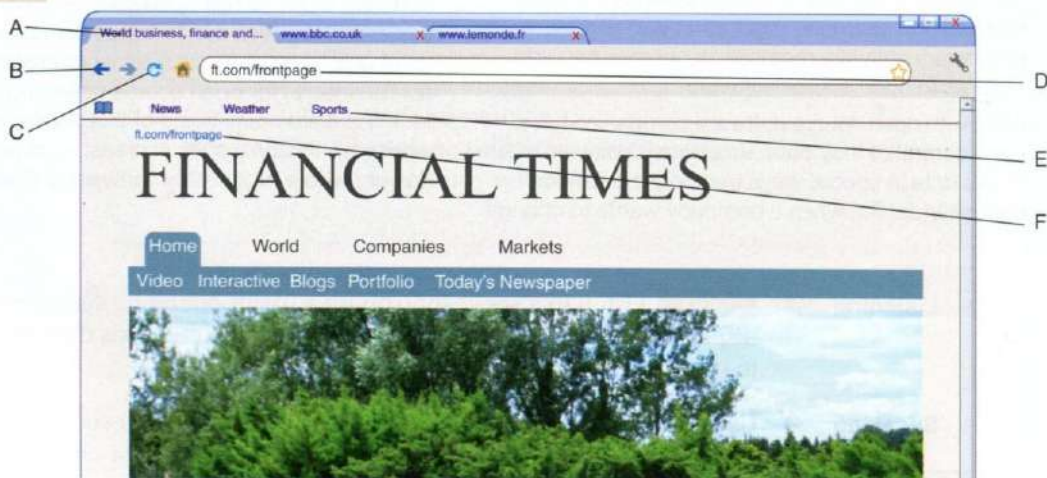 A
World business, finance and... www.bbc.co.uk x www.lemonde.fr x
B
ft.com/frontpage
D
C
News Weather Sports
E
ft.com/frontpage
FINANCIAL TIMES
F
Home World Companies Markets
Video Interactive Blogs Portfolio Today's Newspaper